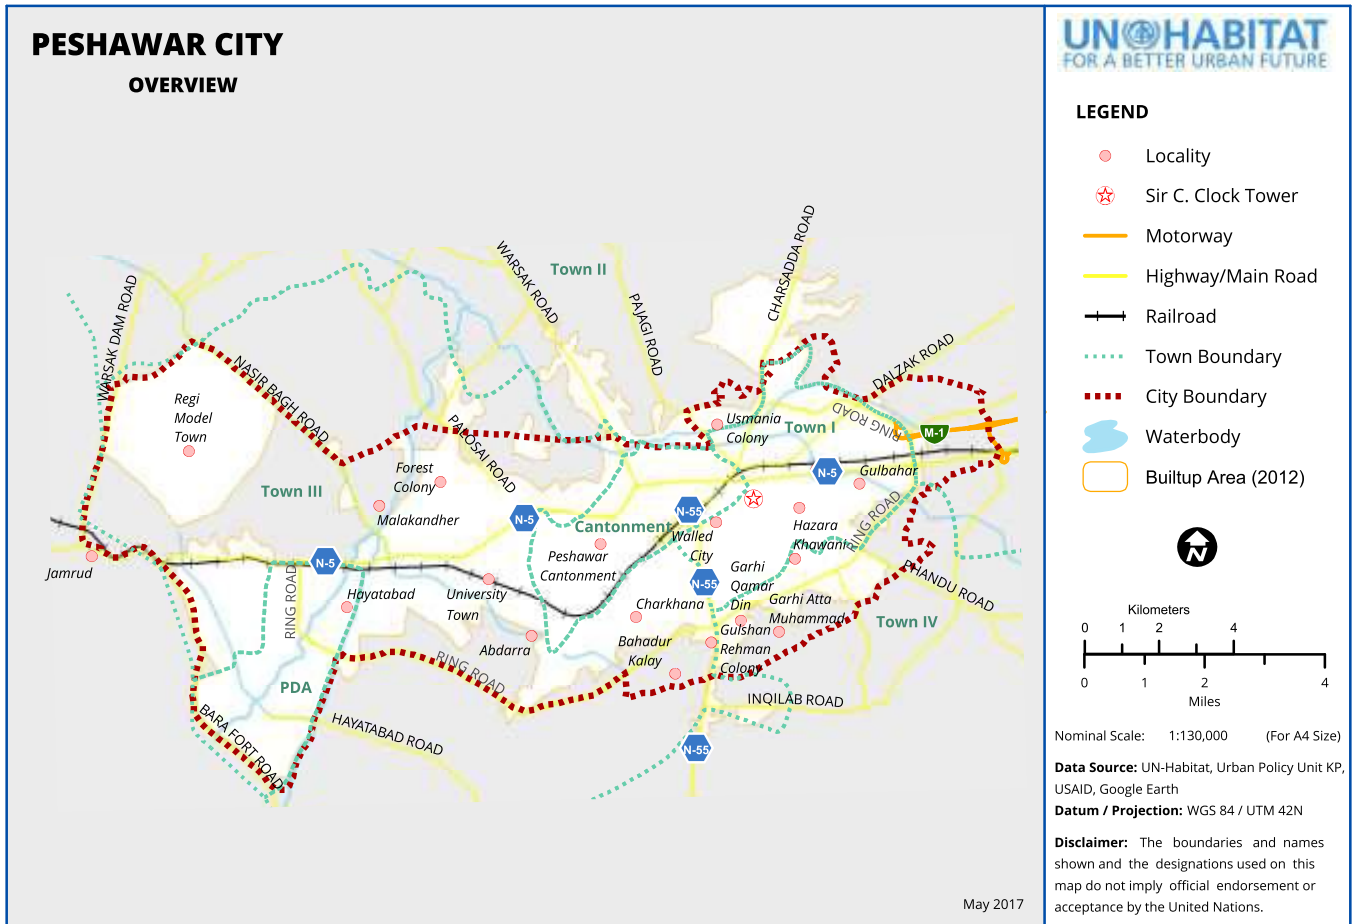 PESHAWAR CITY
OVERVIEW
UN HABITAT
FOR A BETTER URBAN FUTURE
LEGEND
Locality
Sir C. Clock Tower
Motorway
Highway/Main Road
Railroad
Town Boundary
City Boundary
Waterbody
Builtup Area (2012)
N
Kilometers
0 1 2 4
0 1 2 4
Miles
Nominal Scale: 1:130,000 (For A4 Size)
Data Source: UN-Habitat, Urban Policy Unit KP,
USAID, Google Earth
Datum / Projection: WGS 84 / UTM 42N
Disclaimer: The boundaries and names
shown and the designations used on this
map do not imply official endorsement or
acceptance by the United Nations.
May 2017
WARSAK DAM ROAD
WARSAK ROAD
Town II
PAJAGI ROAD
CHARSADDA ROAD
DALZAK ROAD
NASIR BAGH ROAD
Regi
Model
Town
PALOSAI ROAD
Usmania
Colony
Town I
RING ROAD
M-1
Forest
Colony
Town III
Malakandher
N-5
N-5
Gulbahar
Cantonment
N-55
Walled
City
Hazara
Khawani
RING ROAD
Jamrud
N-5
Peshawar
Cantonment
N-55
Garhi
Qamar
Din
PHANDU ROAD
RING ROAD
Hayatabad
University
Town
Charkhana
Garhi Atta
Muhammad
Town IV
Abdarra
Bahadur
Kalay
Gulshan
Rehman
Colony
RING ROAD
PDA
INQILAB ROAD
BARA FORT ROAD
HAYATABAD ROAD
N-55